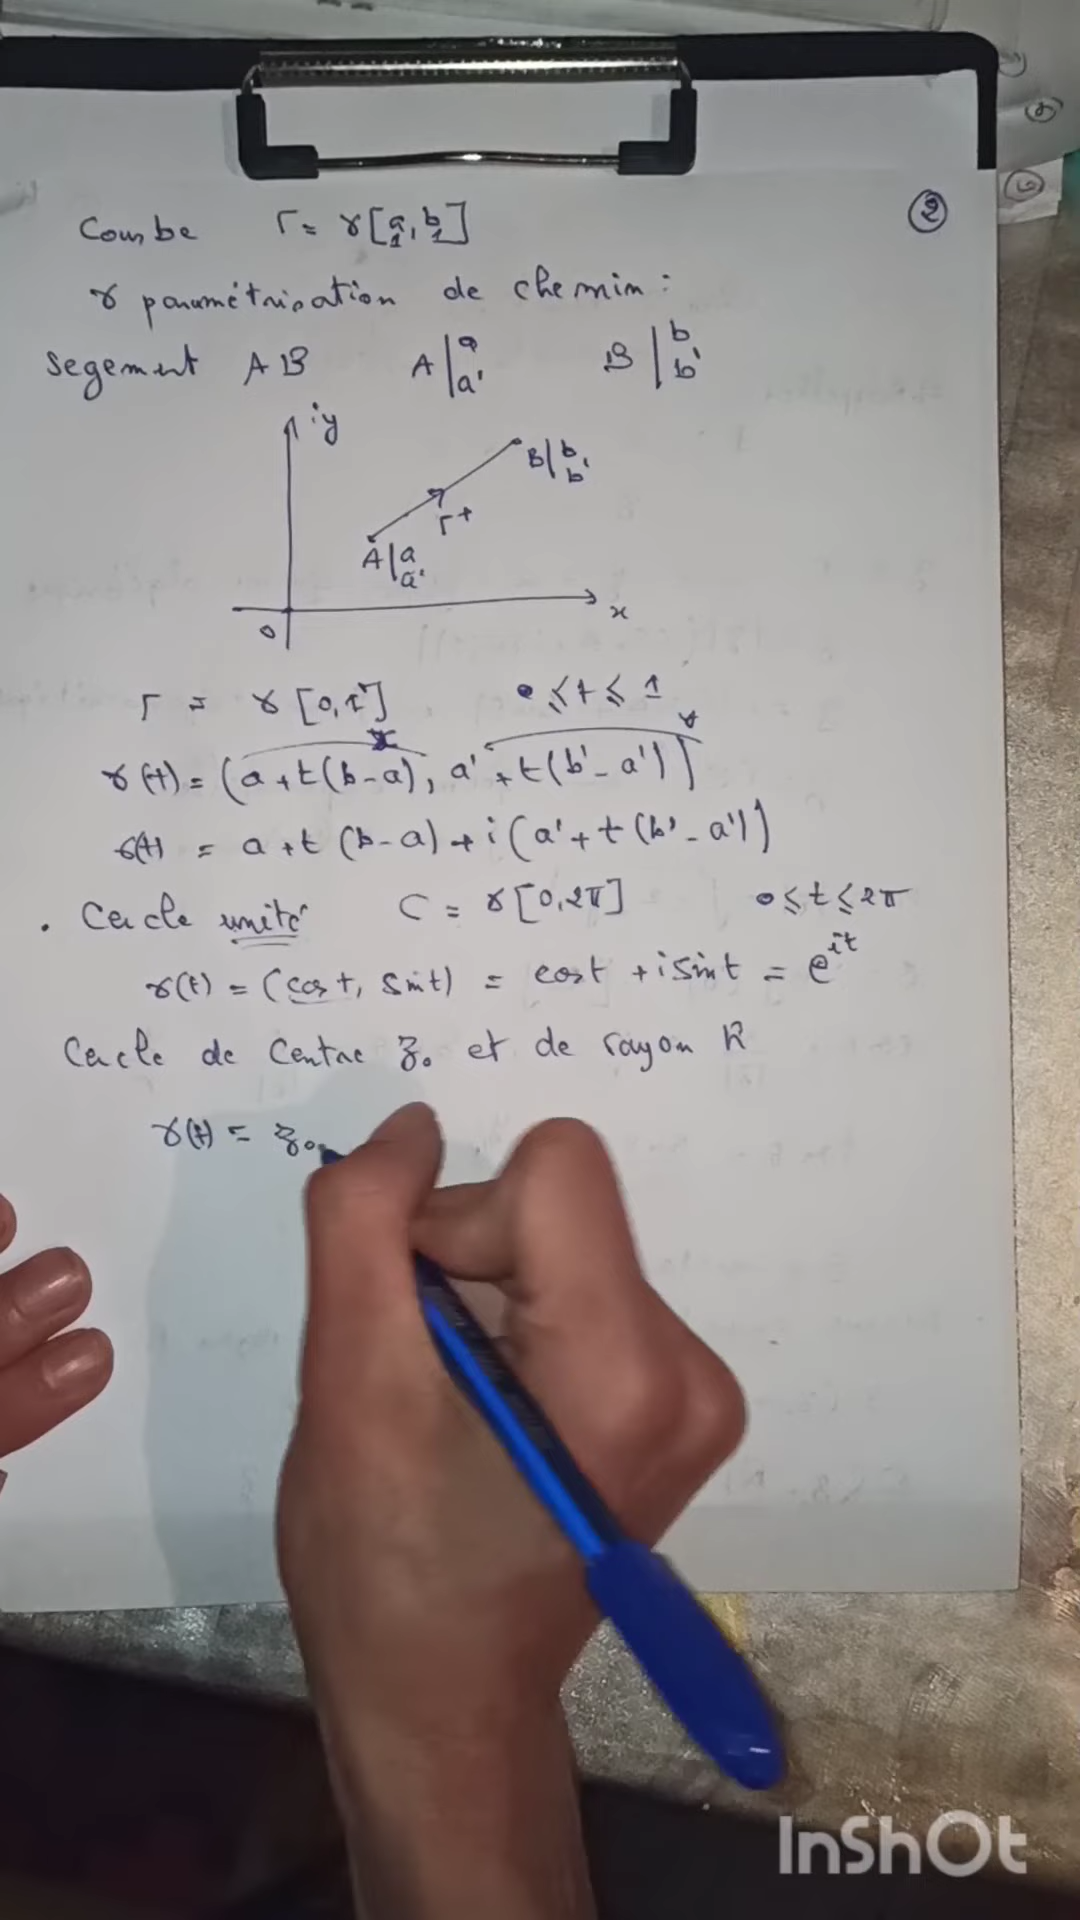 ②
Courbe Γ = γ[a₁, b₁]
γ paramétrisation de chemin :
Segement AB A | a a' B | b b'
iy
B | b b'
Γ+
A | a a'
0 x
Γ = γ [0,1] 0 ≤ t ≤ 1
x y
γ(t) = (a + t(b-a), a' + t(b'-a'))
γ(t) = a + t (b-a) + i(a' + t(b'-a'))
. Cercle unité C = γ[0,2π] 0 ≤ t ≤ 2π
γ(t) = (cos t, sin t) = cos t + i sin t = e^{it}
Cercle de Centre z₀ et de rayon R
γ(t) = z₀
InShOt